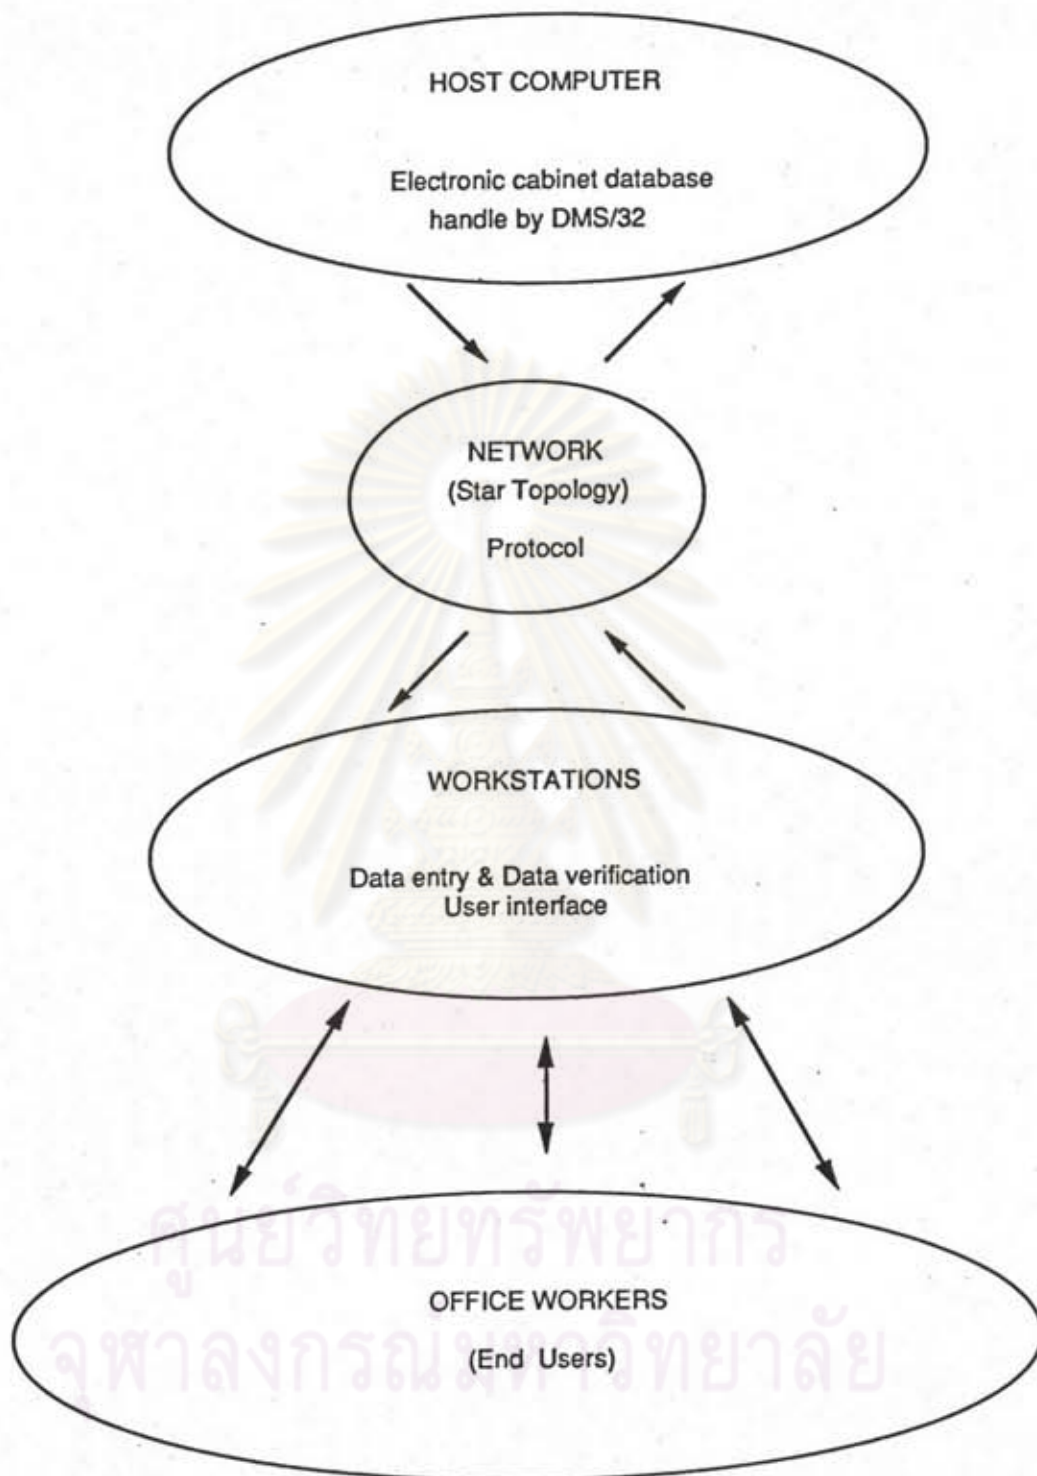 HOST COMPUTER
Electronic cabinet database
handle by DMS/32
NETWORK
(Star Topology)
Protocol
WORKSTATIONS
Data entry & Data verification
User interface
ศูนย์วิทยทรัพยากร
OFFICE WORKERS
(End Users)
จุฬาลงกรณ์มหาวิทยาลัย